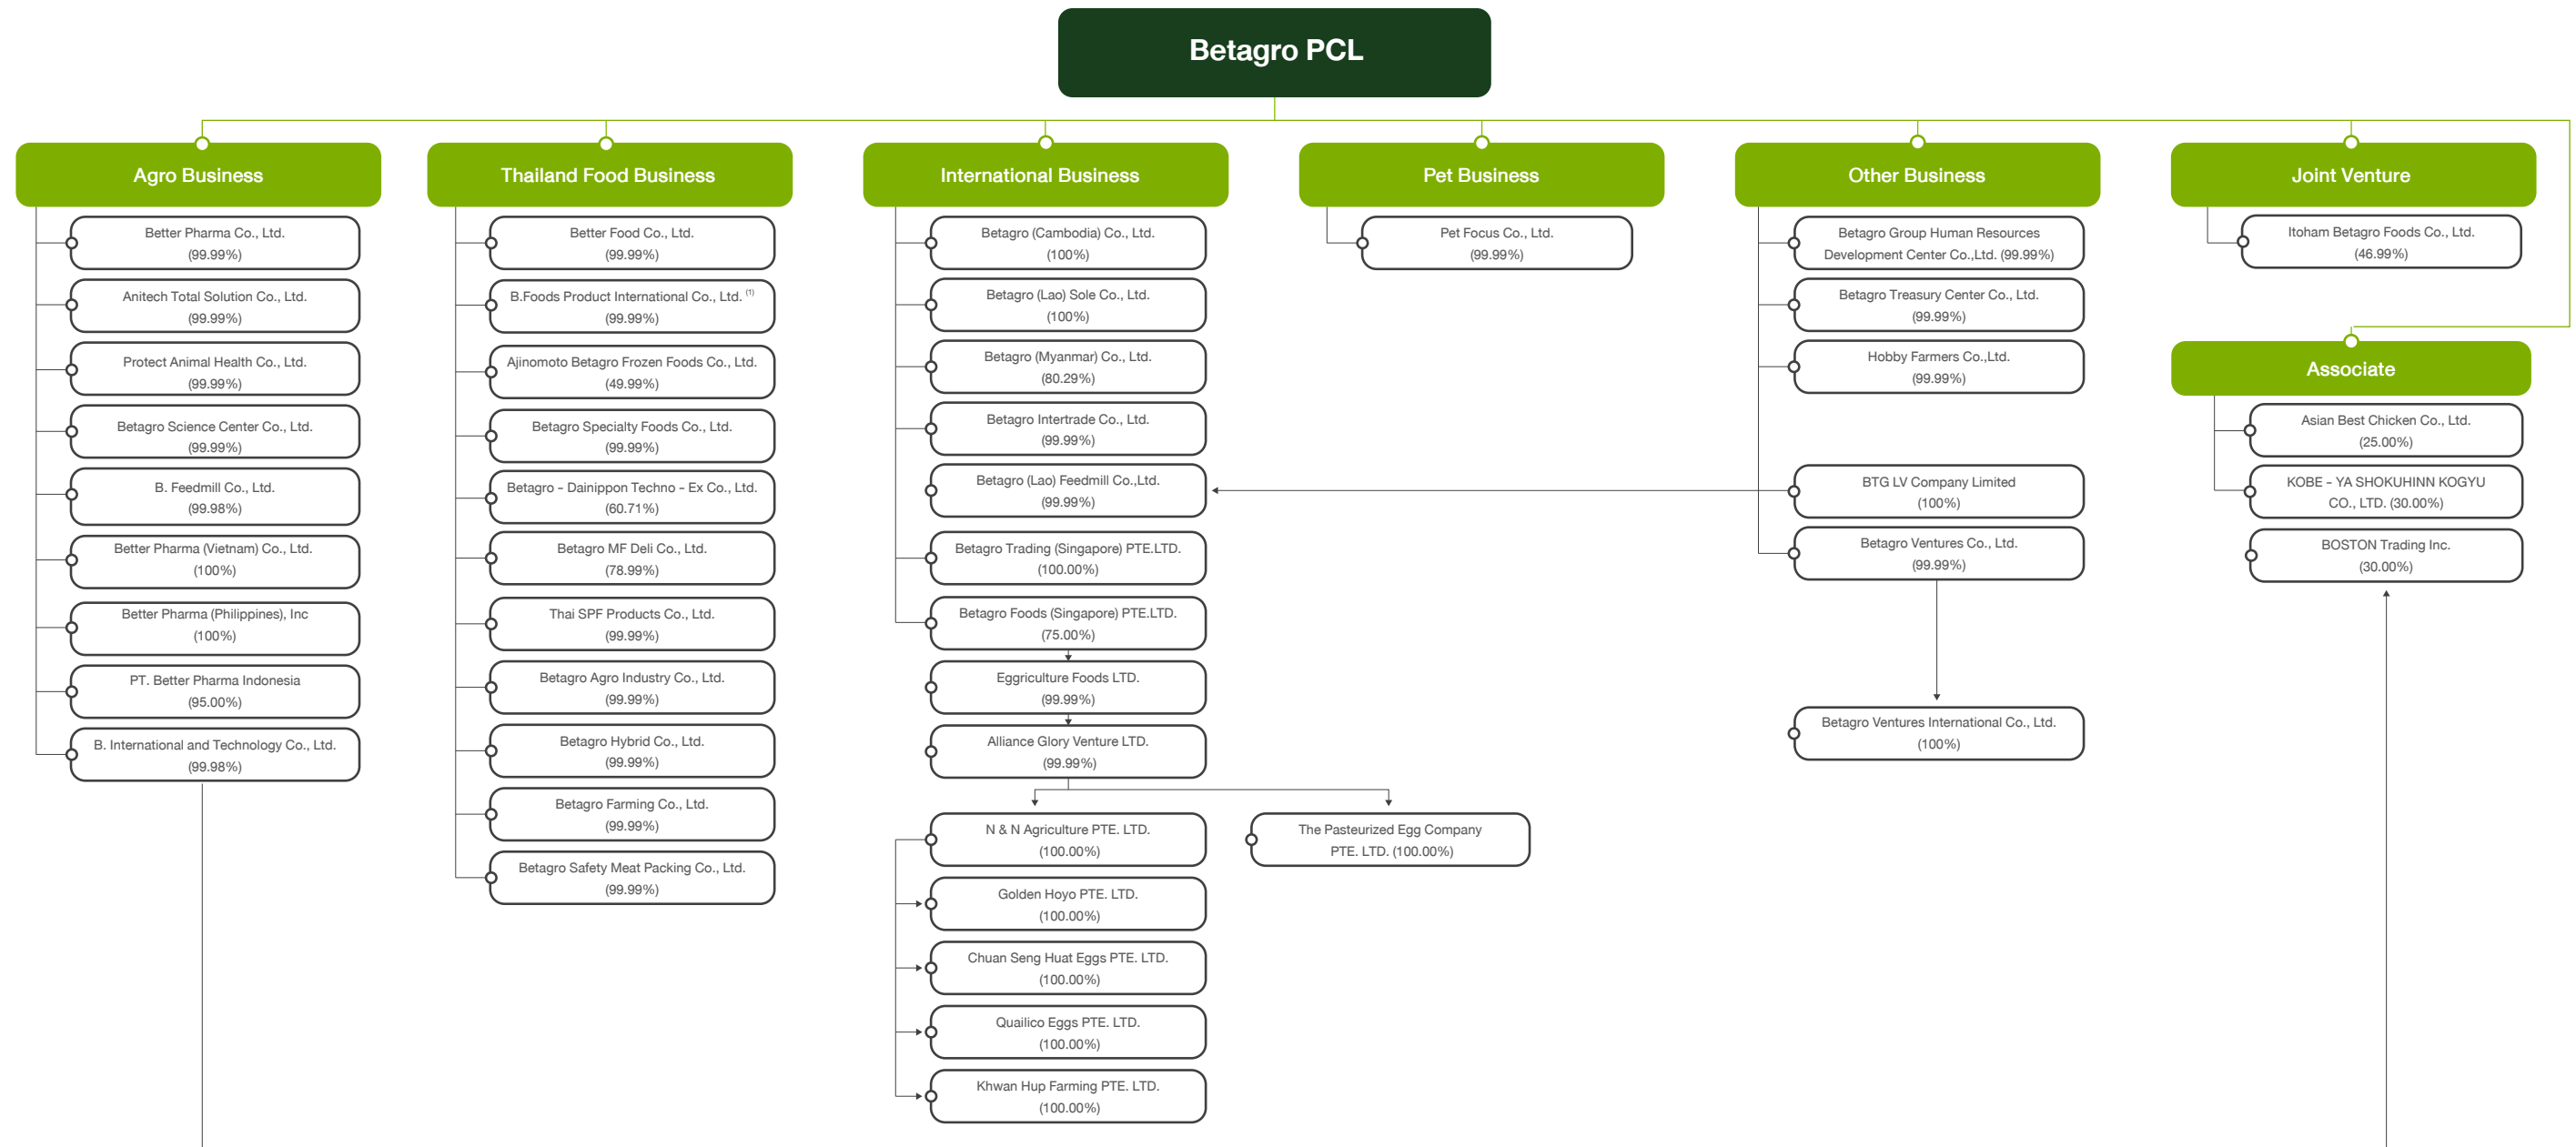 Betagro PCL
Agro Business
Better Pharma Co., Ltd.
(99.99%)
Anitech Total Solution Co., Ltd.
(99.99%)
Protect Animal Health Co., Ltd.
(99.99%)
Betagro Science Center Co., Ltd.
(99.99%)
B. Feedmill Co., Ltd.
(99.98%)
Better Pharma (Vietnam) Co., Ltd.
(100%)
Better Pharma (Philippines), Inc
(100%)
PT. Better Pharma Indonesia
(95.00%)
B. International and Technology Co., Ltd.
(99.98%)
Thailand Food Business
Better Food Co., Ltd.
(99.99%)
B.Foods Product International Co., Ltd. (1)
(99.99%)
Ajinomoto Betagro Frozen Foods Co., Ltd.
(49.99%)
Betagro Specialty Foods Co., Ltd.
(99.99%)
Betagro - Dainippon Techno - Ex Co., Ltd.
(60.71%)
Betagro MF Deli Co., Ltd.
(78.99%)
Thai SPF Products Co., Ltd.
(99.99%)
Betagro Agro Industry Co., Ltd.
(99.99%)
Betagro Hybrid Co., Ltd.
(99.99%)
Betagro Farming Co., Ltd.
(99.99%)
Betagro Safety Meat Packing Co., Ltd.
(99.99%)
International Business
Betagro (Cambodia) Co., Ltd.
(100%)
Betagro (Lao) Sole Co., Ltd.
(100%)
Betagro (Myanmar) Co., Ltd.
(80.29%)
Betagro Intertrade Co., Ltd.
(99.99%)
Betagro (Lao) Feedmill Co.,Ltd.
(99.99%)
Betagro Trading (Singapore) PTE.LTD.
(100.00%)
Betagro Foods (Singapore) PTE.LTD.
(75.00%)
Eggriculture Foods LTD.
(99.99%)
Alliance Glory Venture LTD.
(99.99%)
N & N Agriculture PTE. LTD.
(100.00%)
The Pasteurized Egg Company
PTE. LTD. (100.00%)
Golden Hoyo PTE. LTD.
(100.00%)
Chuan Seng Huat Eggs PTE. LTD.
(100.00%)
Quailico Eggs PTE. LTD.
(100.00%)
Khwan Hup Farming PTE. LTD.
(100.00%)
Pet Business
Pet Focus Co., Ltd.
(99.99%)
Other Business
Betagro Group Human Resources
Development Center Co.,Ltd. (99.99%)
Betagro Treasury Center Co., Ltd.
(99.99%)
Hobby Farmers Co.,Ltd.
(99.99%)
BTG LV Company Limited
(100%)
Betagro Ventures Co., Ltd.
(99.99%)
Betagro Ventures International Co., Ltd.
(100%)
Joint Venture
Itoham Betagro Foods Co., Ltd.
(46.99%)
Associate
Asian Best Chicken Co., Ltd.
(25.00%)
KOBE - YA SHOKUHINN KOGYU
CO., LTD. (30.00%)
BOSTON Trading Inc.
(30.00%)